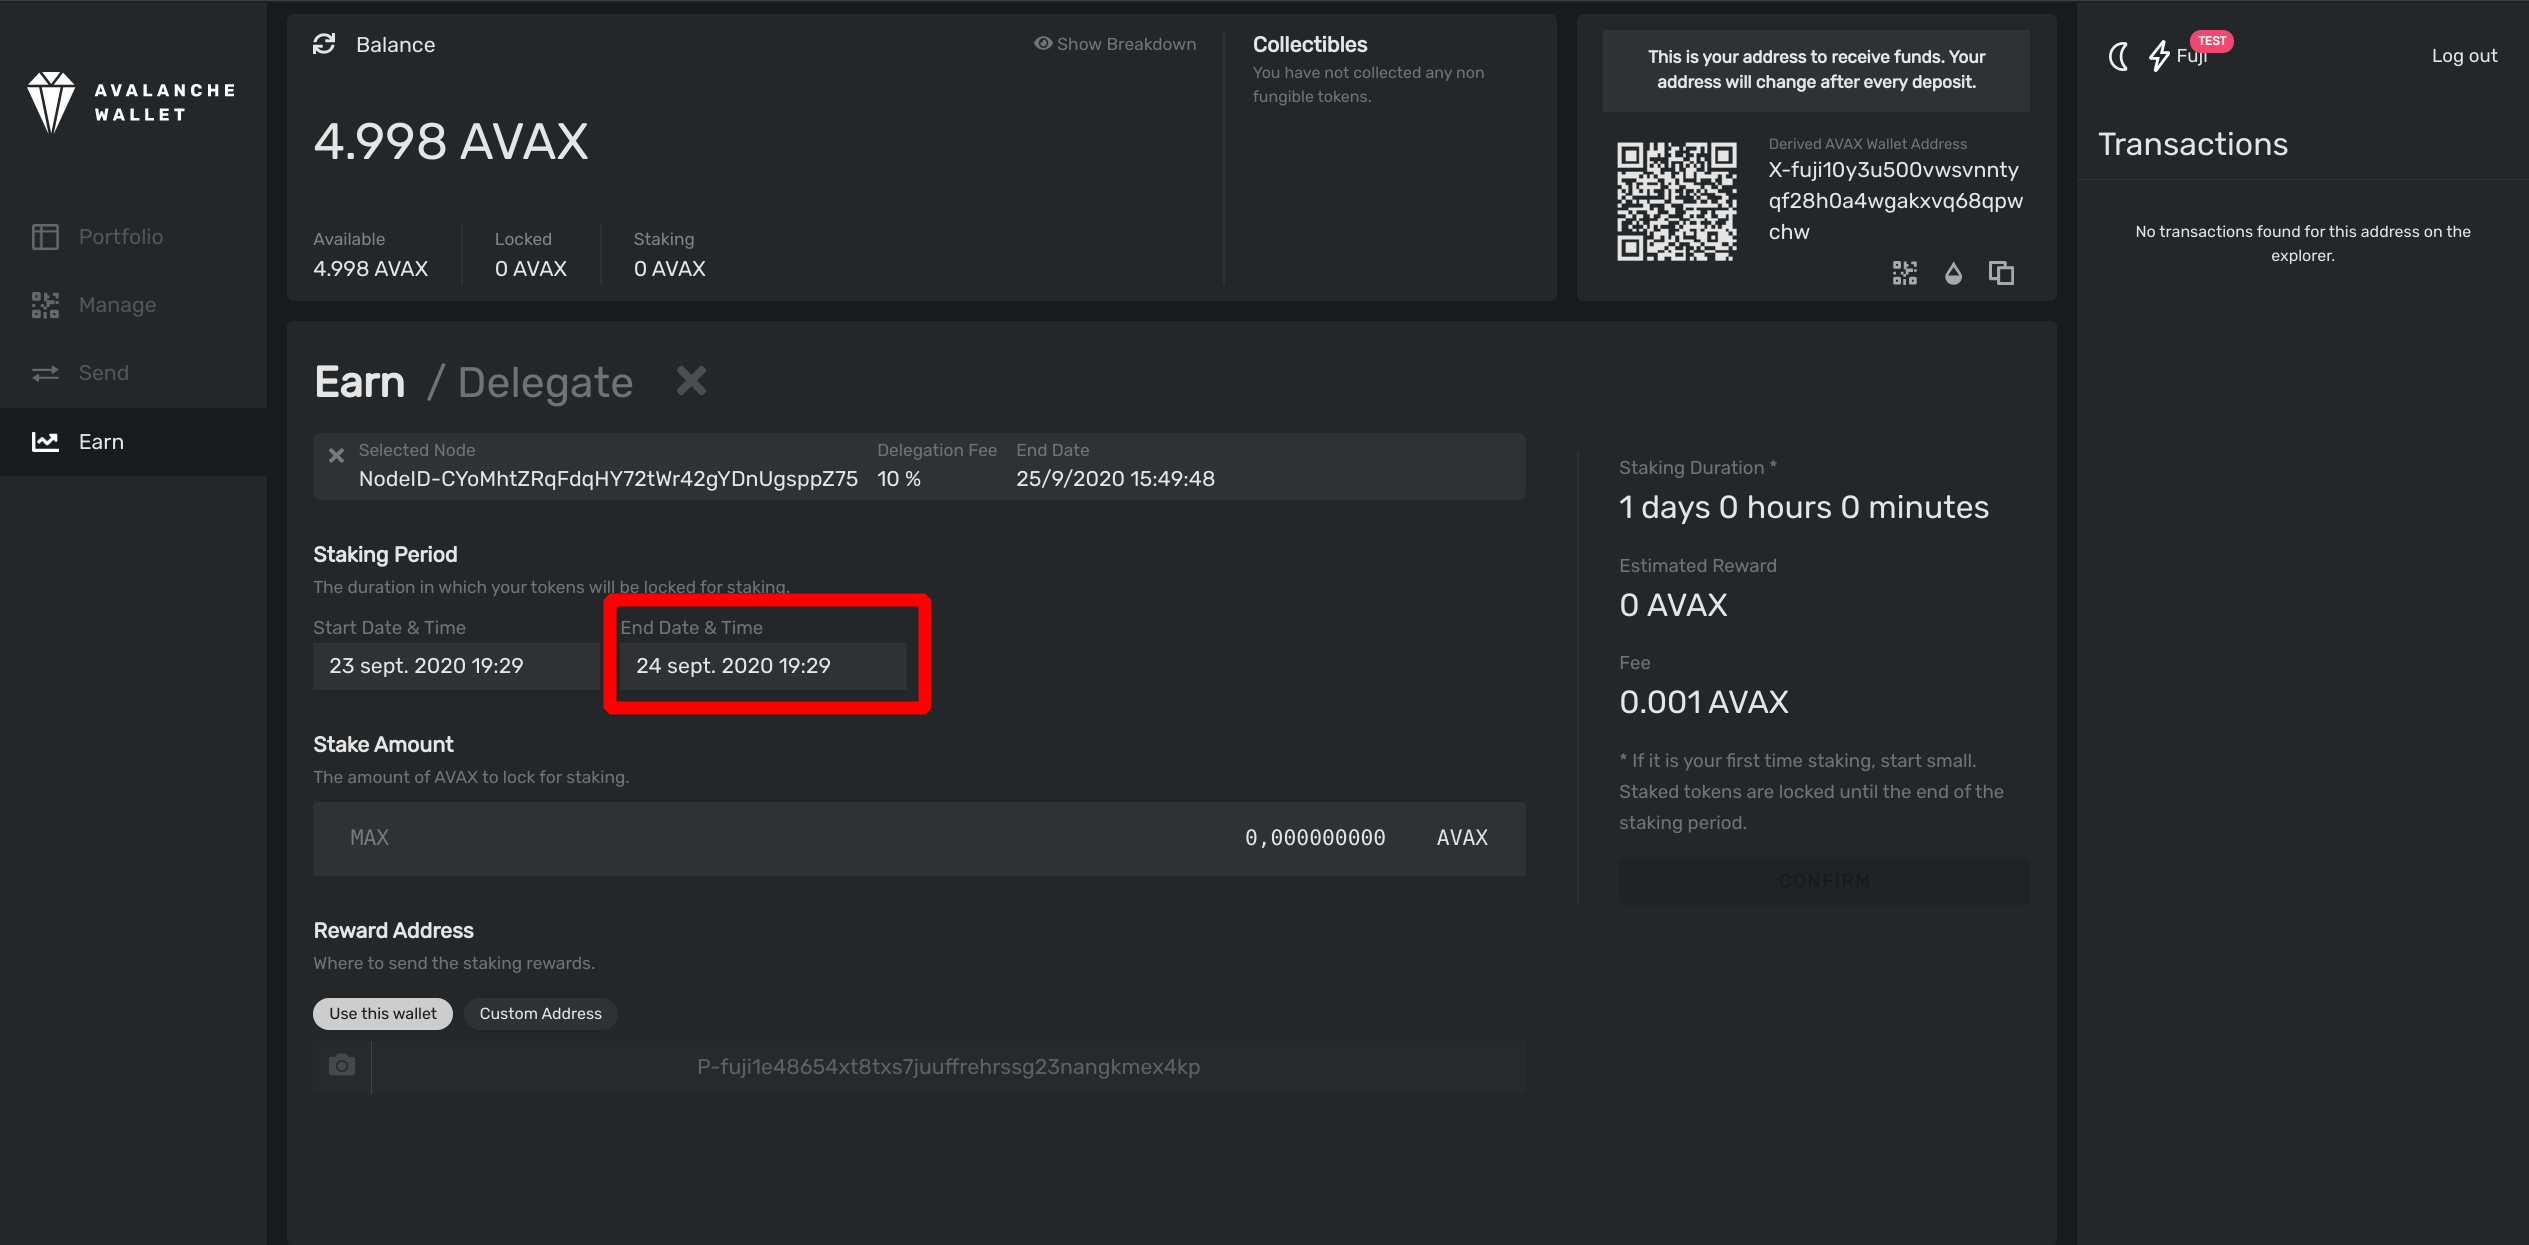 AVALANCHE
WALLET
Portfolio
Manage
Send
Earn
Balance
Show Breakdown
4.998 AVAX
Available
4.998 AVAX
Locked
0 AVAX
Staking
0 AVAX
Collectibles
You have not collected any non
fungible tokens.
This is your address to receive funds. Your
address will change after every deposit.
Derived AVAX Wallet Address
X-fuji10y3u500vwsvnnty
qf28h0a4wgakxvq68qpw
chw
Earn / Delegate
Selected Node
NodeID-CYoMhtZRqFdqHY72tWr42gYDnUgsppZ75
Delegation Fee
10 %
End Date
25/9/2020 15:49:48
Staking Period
The duration in which your tokens will be locked for staking.
Start Date & Time
23 sept. 2020 19:29
End Date & Time
24 sept. 2020 19:29
Stake Amount
The amount of AVAX to lock for staking.
MAX 0,000000000 AVAX
Reward Address
Where to send the staking rewards.
Use this wallet
Custom Address
P-fuji1e48654xt8txs7juuffrehrssg23nangkmex4kp
Staking Duration *
1 days 0 hours 0 minutes
Estimated Reward
0 AVAX
Fee
0.001 AVAX
* If it is your first time staking, start small.
Staked tokens are locked until the end of the
staking period.
CONFIRM
Fuji
TEST
Log out
Transactions
No transactions found for this address on the
explorer.